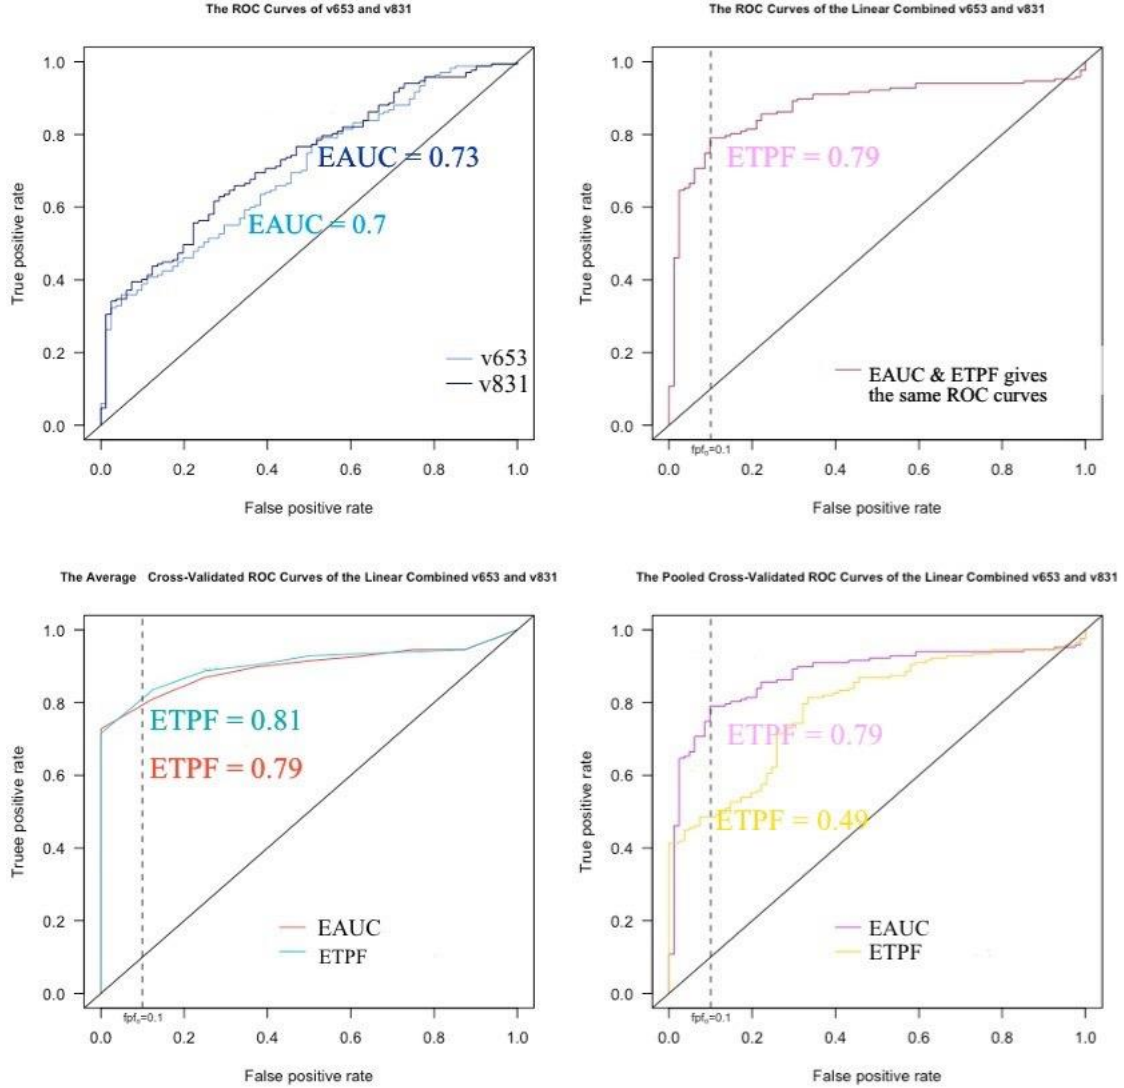 The ROC Curves of v653 and v831
True positive rate
1.0
0.8
0.6
0.4
0.2
0.0
EAUC = 0.73
EAUC = 0.7
v653
v831
0.0 0.2 0.4 0.6 0.8 1.0
False positive rate
The ROC Curves of the Linear Combined v653 and v831
True positive rate
1.0
0.8
0.6
0.4
0.2
0.0
ETPF = 0.79
EAUC & ETPF gives
the same ROC curves
fpf₀=0.1
0.0 0.2 0.4 0.6 0.8 1.0
False positive rate
The Average Cross-Validated ROC Curves of the Linear Combined v653 and v831
Truee positive rate
1.0
0.8
0.6
0.4
0.2
0.0
ETPF = 0.81
ETPF = 0.79
EAUC
ETPF
fpf₀=0.1
0.0 0.2 0.4 0.6 0.8 1.0
False positive rate
The Pooled Cross-Validated ROC Curves of the Linear Combined v653 and v831
True positive rate
1.0
0.8
0.6
0.4
0.2
0.0
ETPF = 0.79
ETPF = 0.49
EAUC
ETPF
fpf₀=0.1
0.0 0.2 0.4 0.6 0.8 1.0
False positive rate